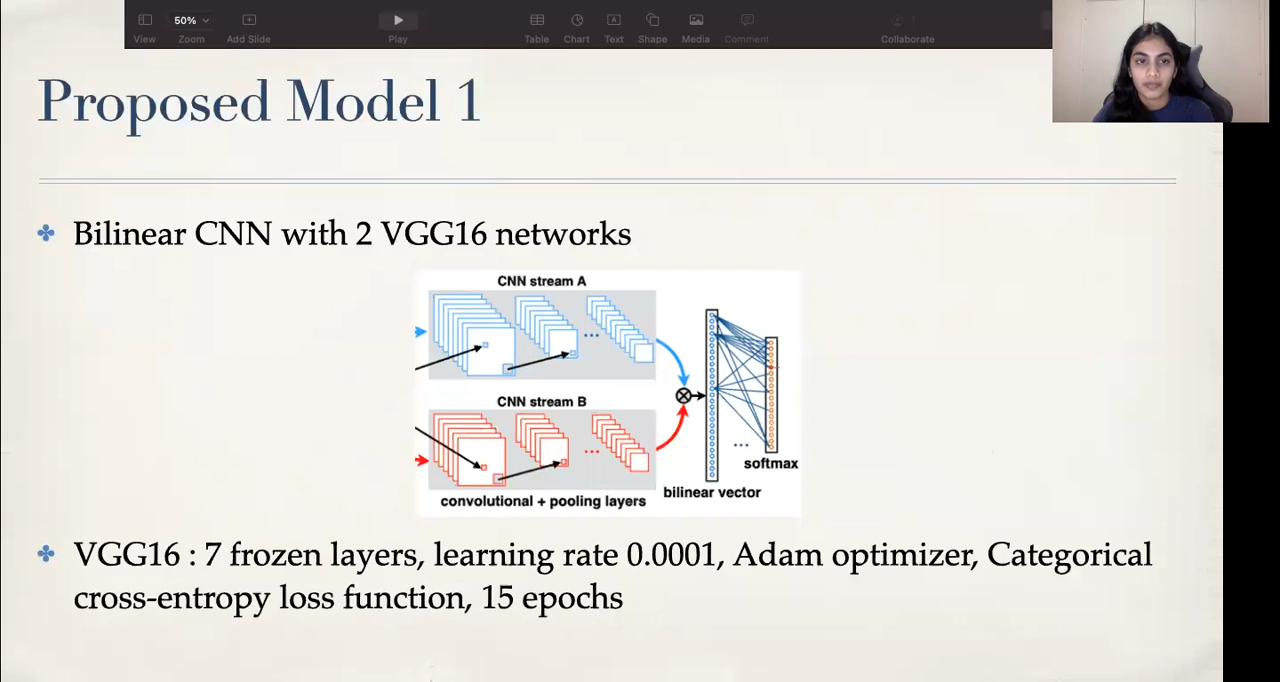 50%
View Zoom Add Slide Play Table Chart Text Shape Media Comment Collaborate
Proposed Model 1
Bilinear CNN with 2 VGG16 networks
CNN stream A
CNN stream B
convolutional + pooling layers
bilinear vector
softmax
VGG16 : 7 frozen layers, learning rate 0.0001, Adam optimizer, Categorical
cross-entropy loss function, 15 epochs